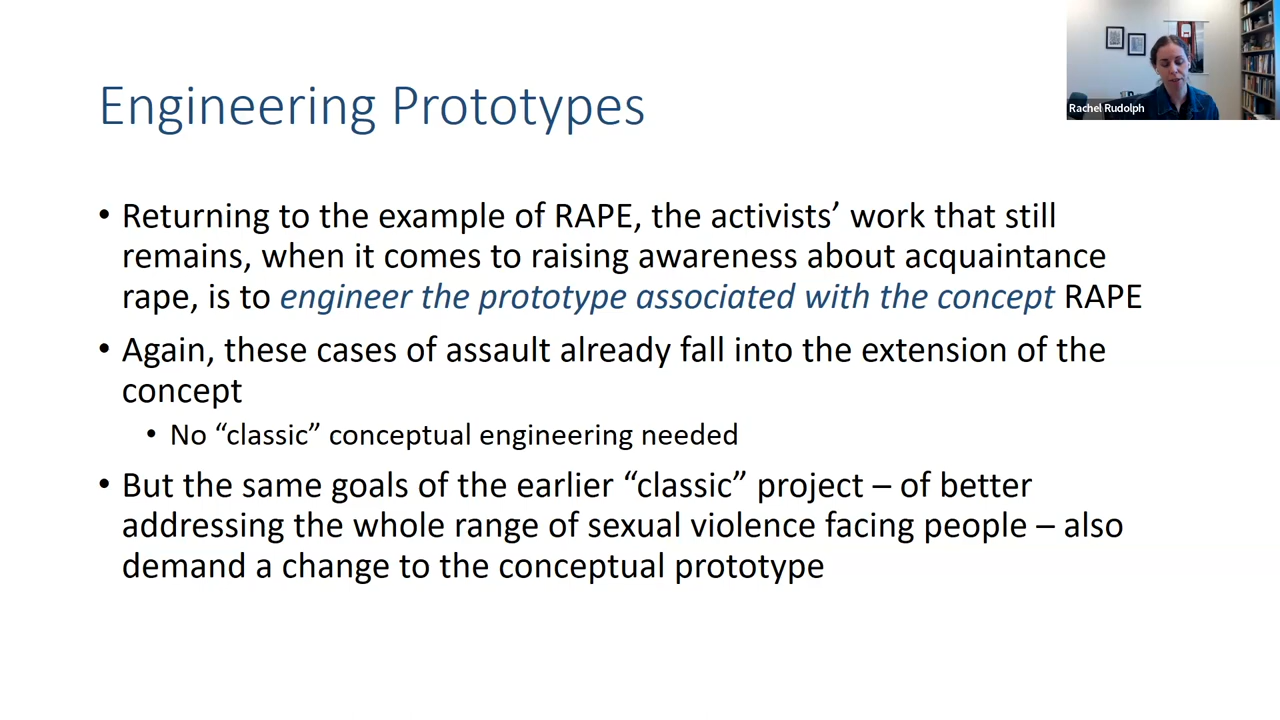 Engineering Prototypes
Rachel Rudolph
• Returning to the example of RAPE, the activists’ work that still
remains, when it comes to raising awareness about acquaintance
rape, is to engineer the prototype associated with the concept RAPE
• Again, these cases of assault already fall into the extension of the
concept
• No “classic” conceptual engineering needed
• But the same goals of the earlier “classic” project – of better
addressing the whole range of sexual violence facing people – also
demand a change to the conceptual prototype